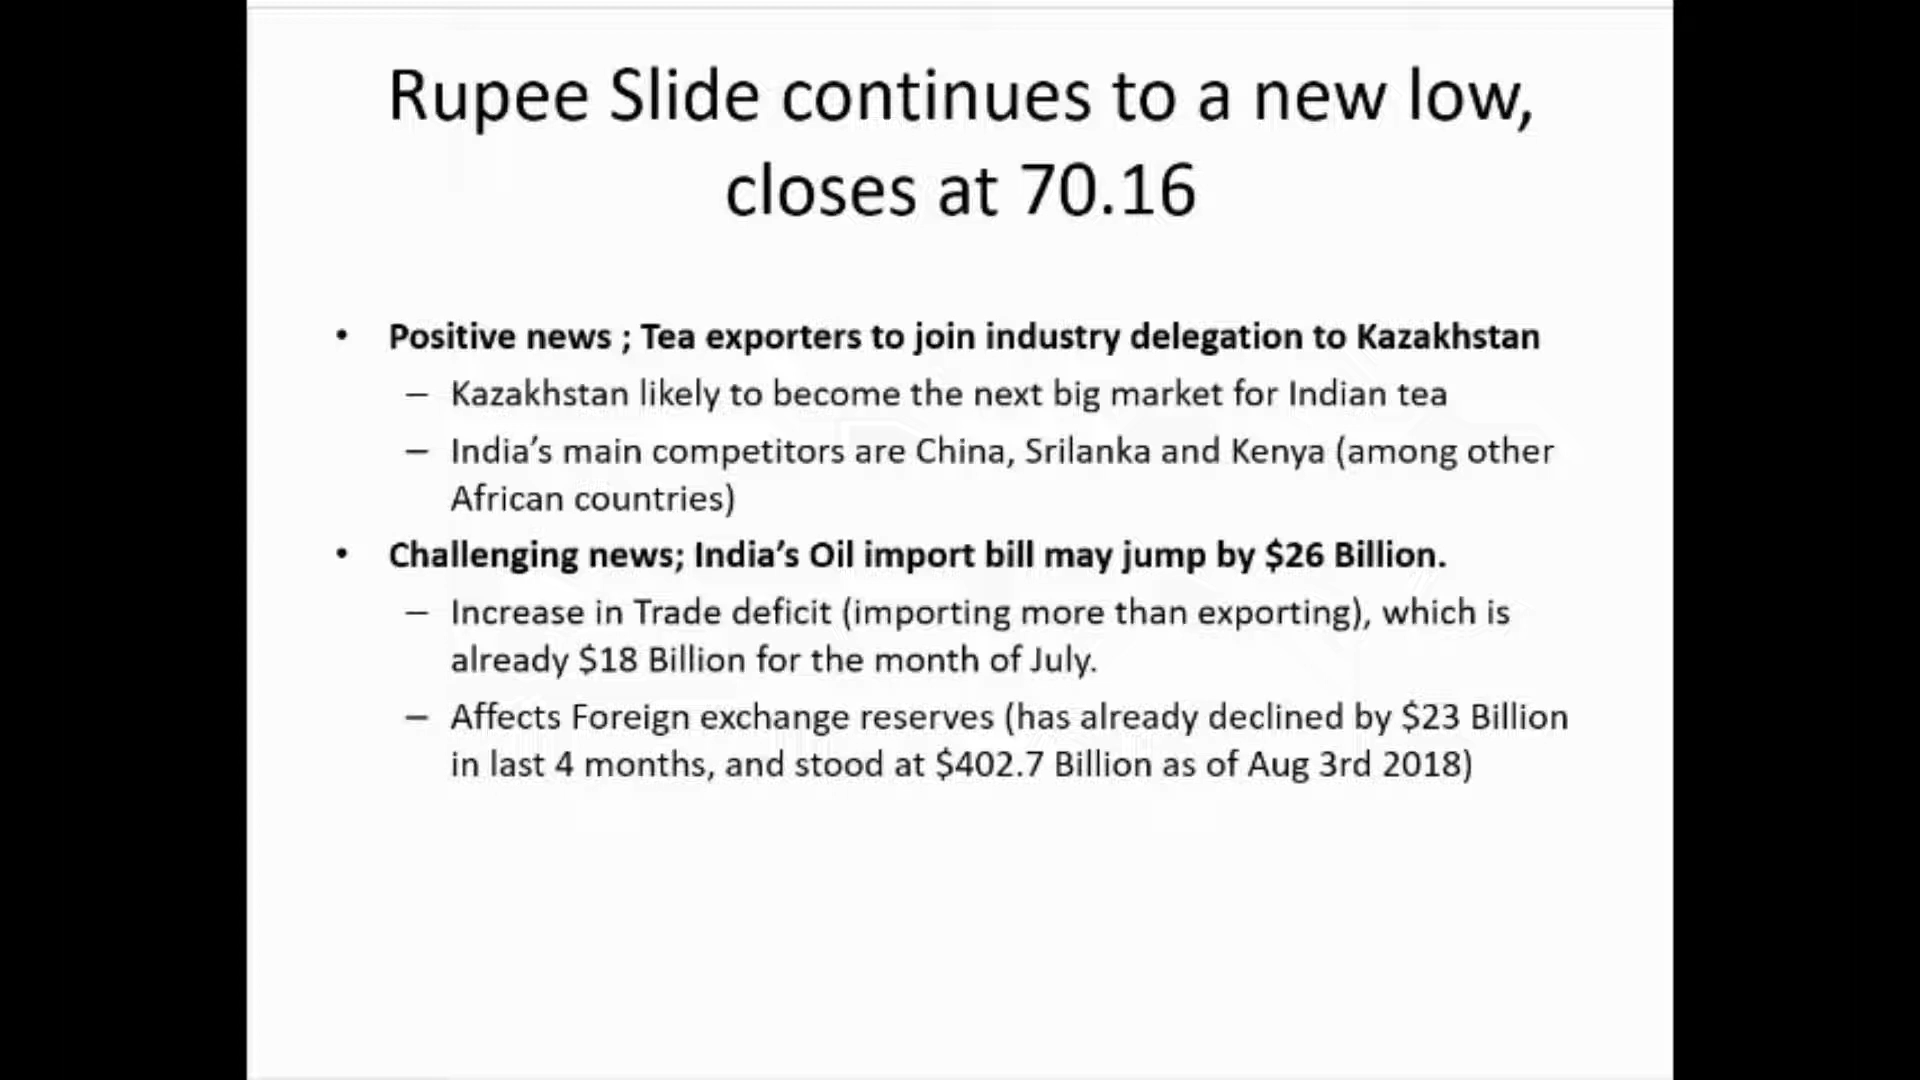 Rupee Slide continues to a new low,
closes at 70.16
• Positive news ; Tea exporters to join industry delegation to Kazakhstan
– Kazakhstan likely to become the next big market for Indian tea
– India’s main competitors are China, Srilanka and Kenya (among other
African countries)
• Challenging news; India’s Oil import bill may jump by $26 Billion.
– Increase in Trade deficit (importing more than exporting), which is
already $18 Billion for the month of July.
– Affects Foreign exchange reserves (has already declined by $23 Billion
in last 4 months, and stood at $402.7 Billion as of Aug 3rd 2018)